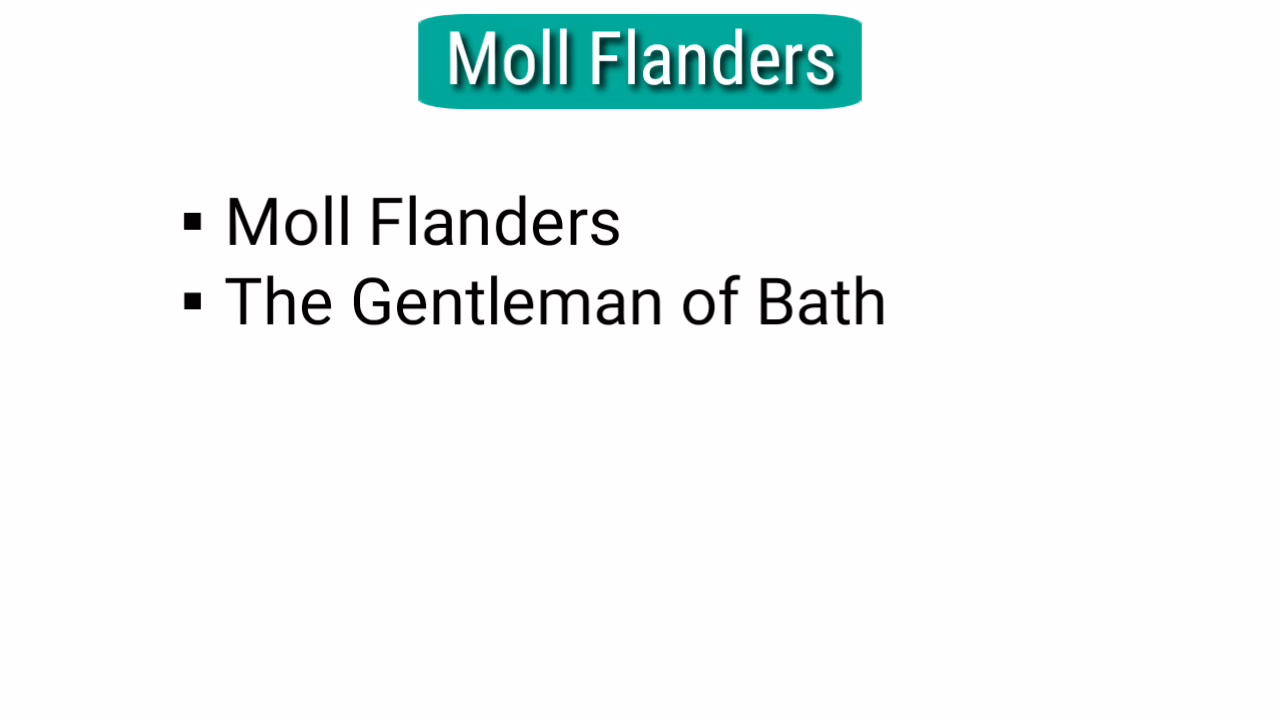 Moll Flanders
▪ Moll Flanders
▪ The Gentleman of Bath